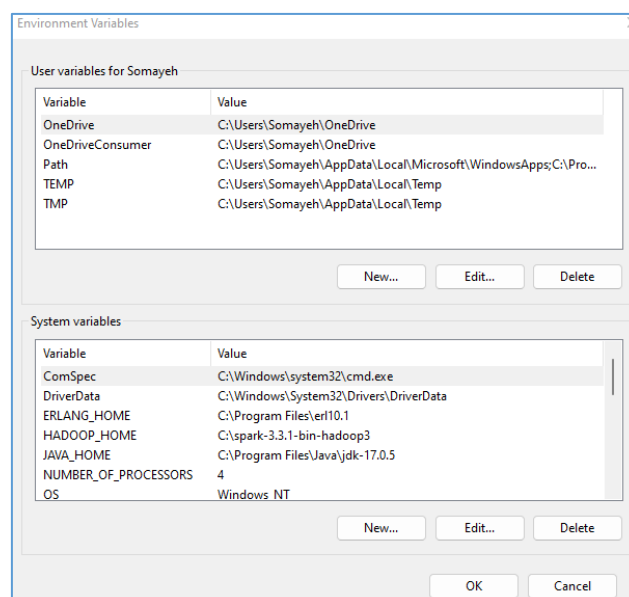 Environment Variables
User variables for Somayeh
Variable Value
OneDrive C:\Users\Somayeh\OneDrive
OneDriveConsumer C:\Users\Somayeh\OneDrive
Path C:\Users\Somayeh\AppData\Local\Microsoft\WindowsApps;C:\Pro...
TEMP C:\Users\Somayeh\AppData\Local\Temp
TMP C:\Users\Somayeh\AppData\Local\Temp
New... Edit... Delete
System variables
Variable Value
ComSpec C:\Windows\system32\cmd.exe
DriverData C:\Windows\System32\Drivers\DriverData
ERLANG_HOME C:\Program Files\erl10.1
HADOOP_HOME C:\spark-3.3.1-bin-hadoop3
JAVA_HOME C:\Program Files\Java\jdk-17.0.5
NUMBER_OF_PROCESSORS 4
OS Windows_NT
New... Edit... Delete
OK Cancel